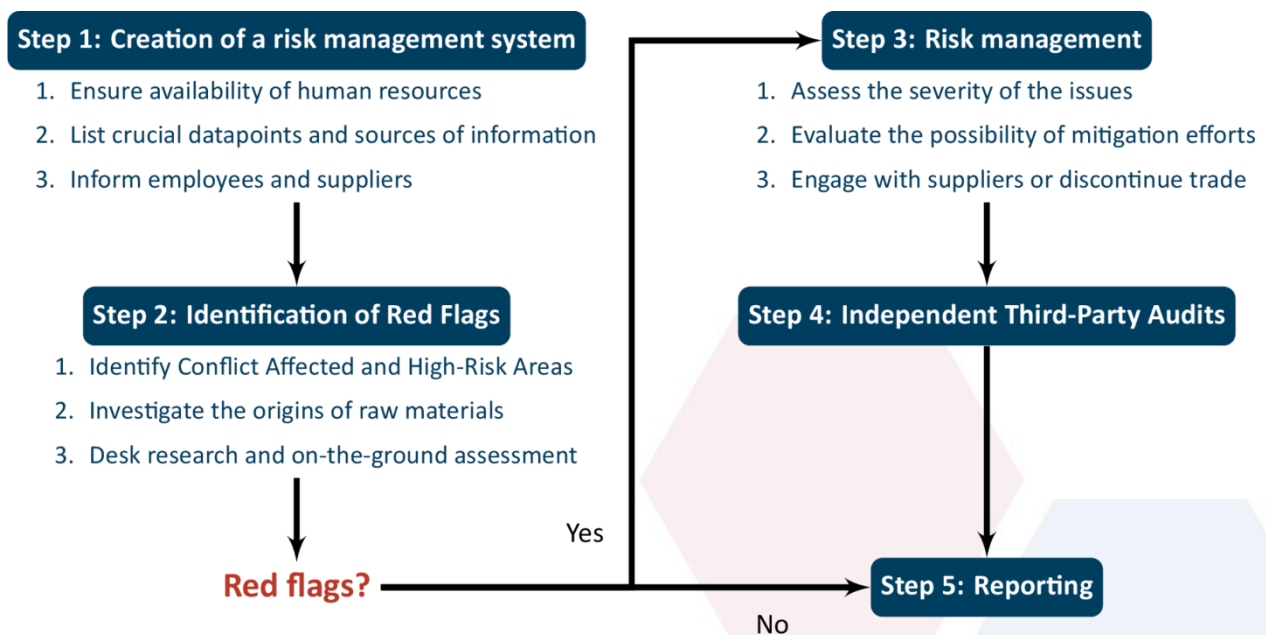 Step 1: Creation of a risk management system
1. Ensure availability of human resources
2. List crucial datapoints and sources of information
3. Inform employees and suppliers
Step 2: Identification of Red Flags
1. Identify Conflict Affected and High-Risk Areas
2. Investigate the origins of raw materials
3. Desk research and on-the-ground assessment
Red flags?
Yes
No
Step 3: Risk management
1. Assess the severity of the issues
2. Evaluate the possibility of mitigation efforts
3. Engage with suppliers or discontinue trade
Step 4: Independent Third-Party Audits
Step 5: Reporting